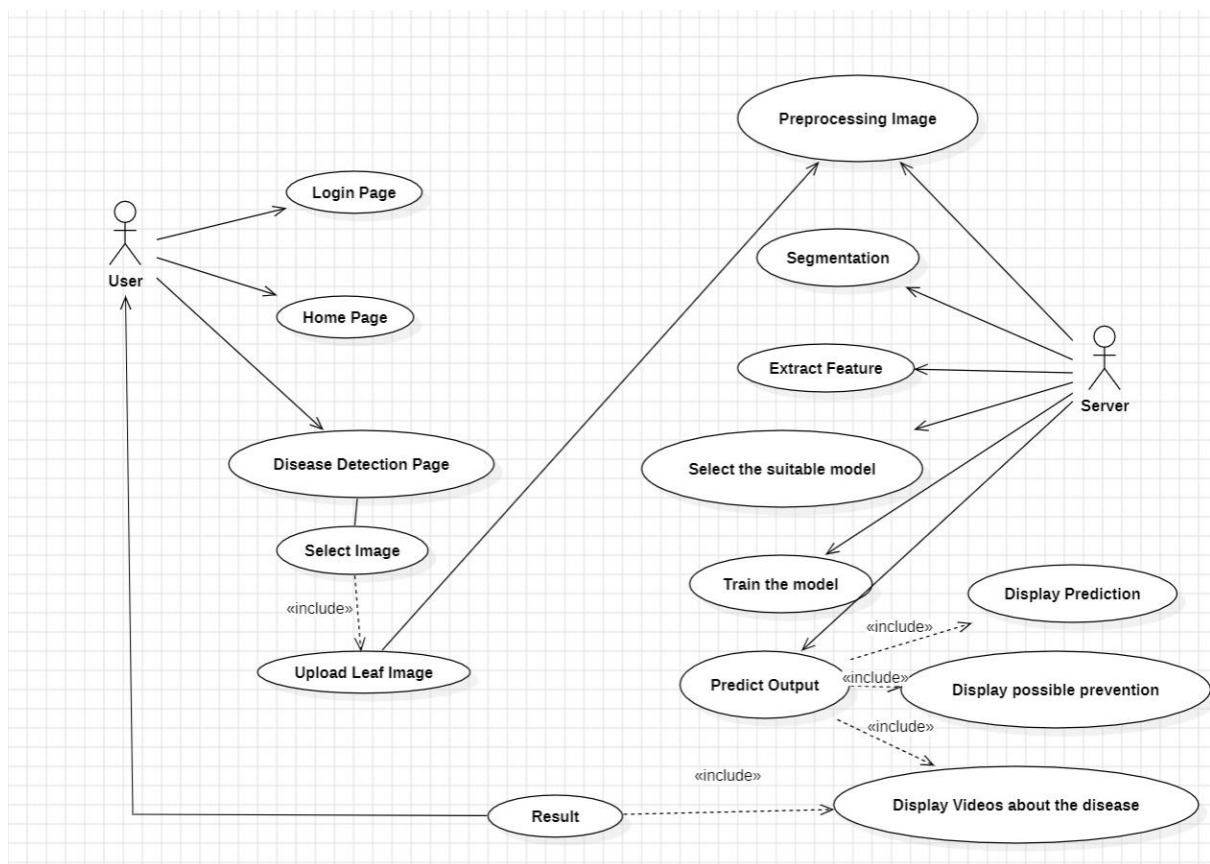 Preprocessing Image
Login Page
Segmentation
User
Home Page
Extract Feature
Server
Disease Detection Page
Select the suitable model
Select Image
Train the model
Display Prediction
«include»
«include»
Upload Leaf Image
Predict Output
«include»
Display possible prevention
«include»
«include»
Display Videos about the disease
Result